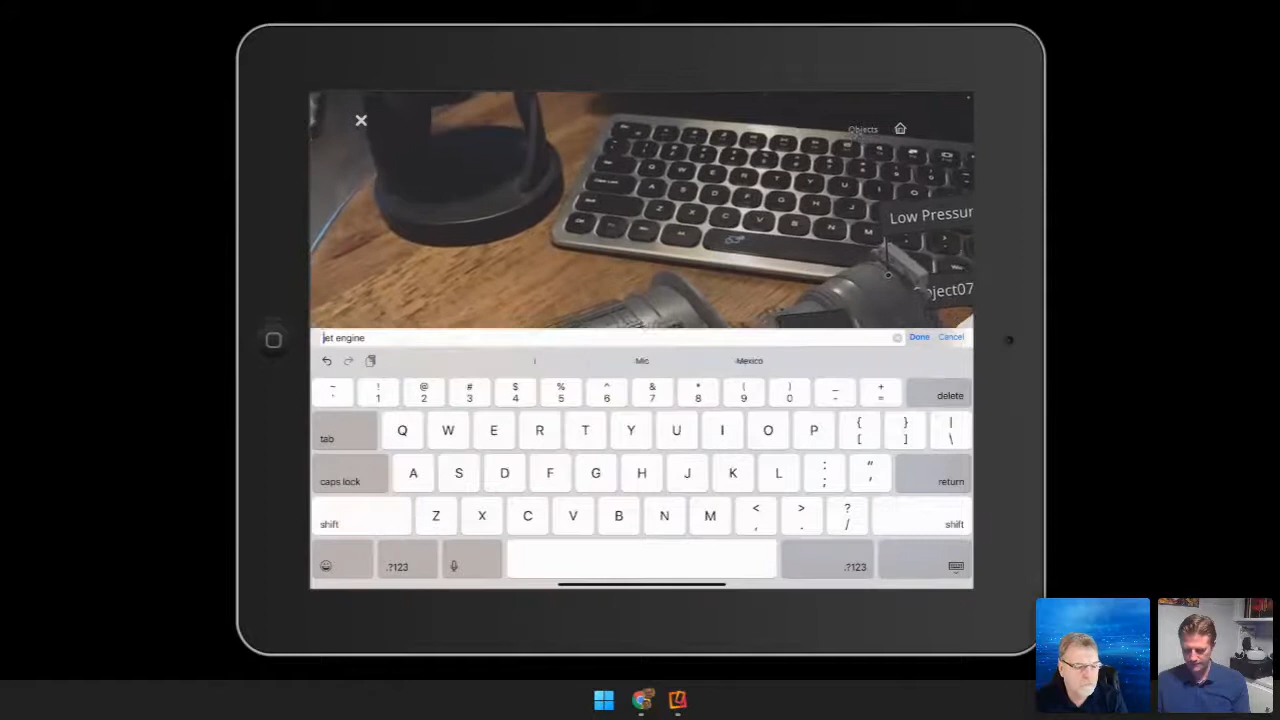 Objects
Low Pressur
bject07
jet engine
Done Cancel
i Mic Mexico
~ ! @ # $ % ^ & * ( ) _ +
` 1 2 3 4 5 6 7 8 9 0 - = delete
tab Q W E R T Y U I O P { [ } ] | \
caps lock A S D F G H J K L : ; " ' return
shift Z X C V B N M < , > . ? / shift
.?123 .?123